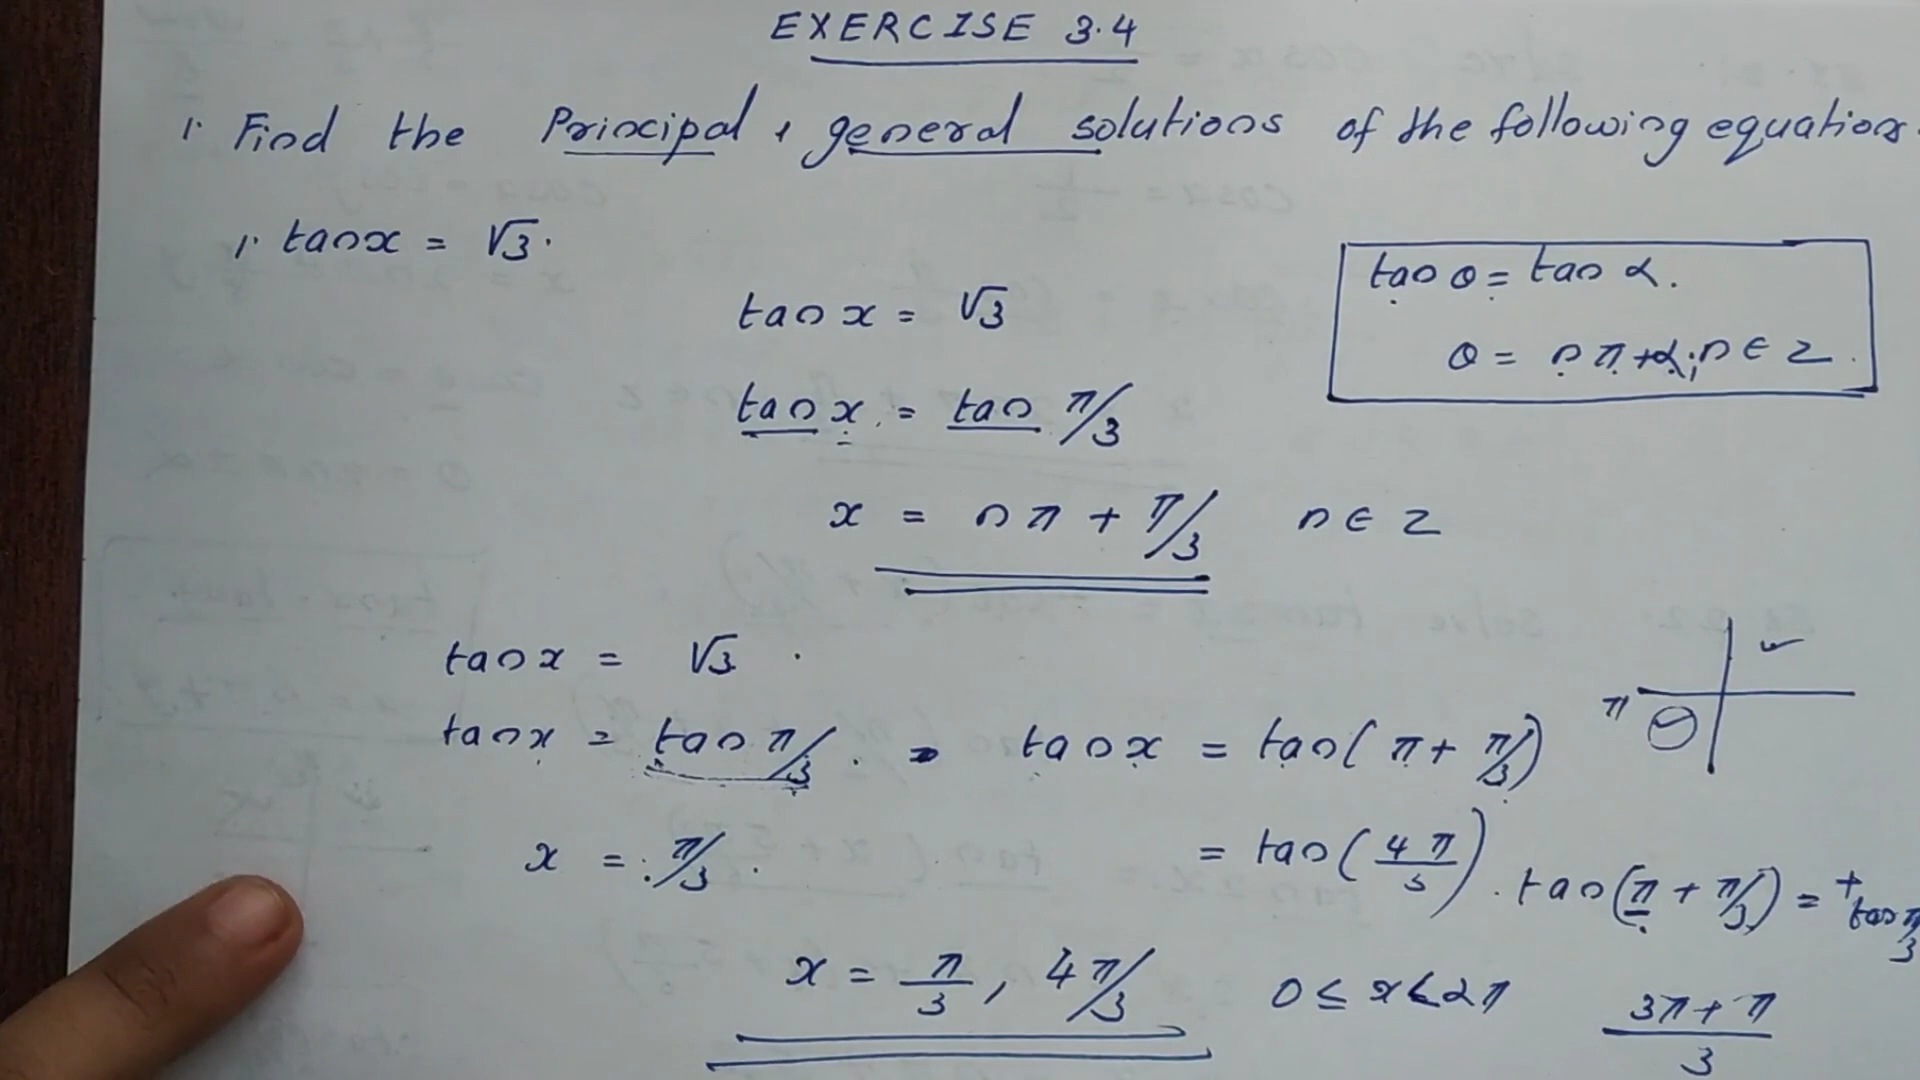 EXERCISE 3.4
1. Find the Principal & general solutions of the following equation.
1. tan x = √3.
tan x = √3
tan θ = tan α.
θ = nπ+α, n ∈ Z.
tan x = tan π/3
x = nπ + π/3 n ∈ Z
tan x = √3.
tan x = tan π/3. tan x = tan(π + π/3)
π
x = π/3. = tan(4π/3). tan(π + π/3) = + tan π/3
x = π/3, 4π/3 0 ≤ x < 2π (3π + π)/3